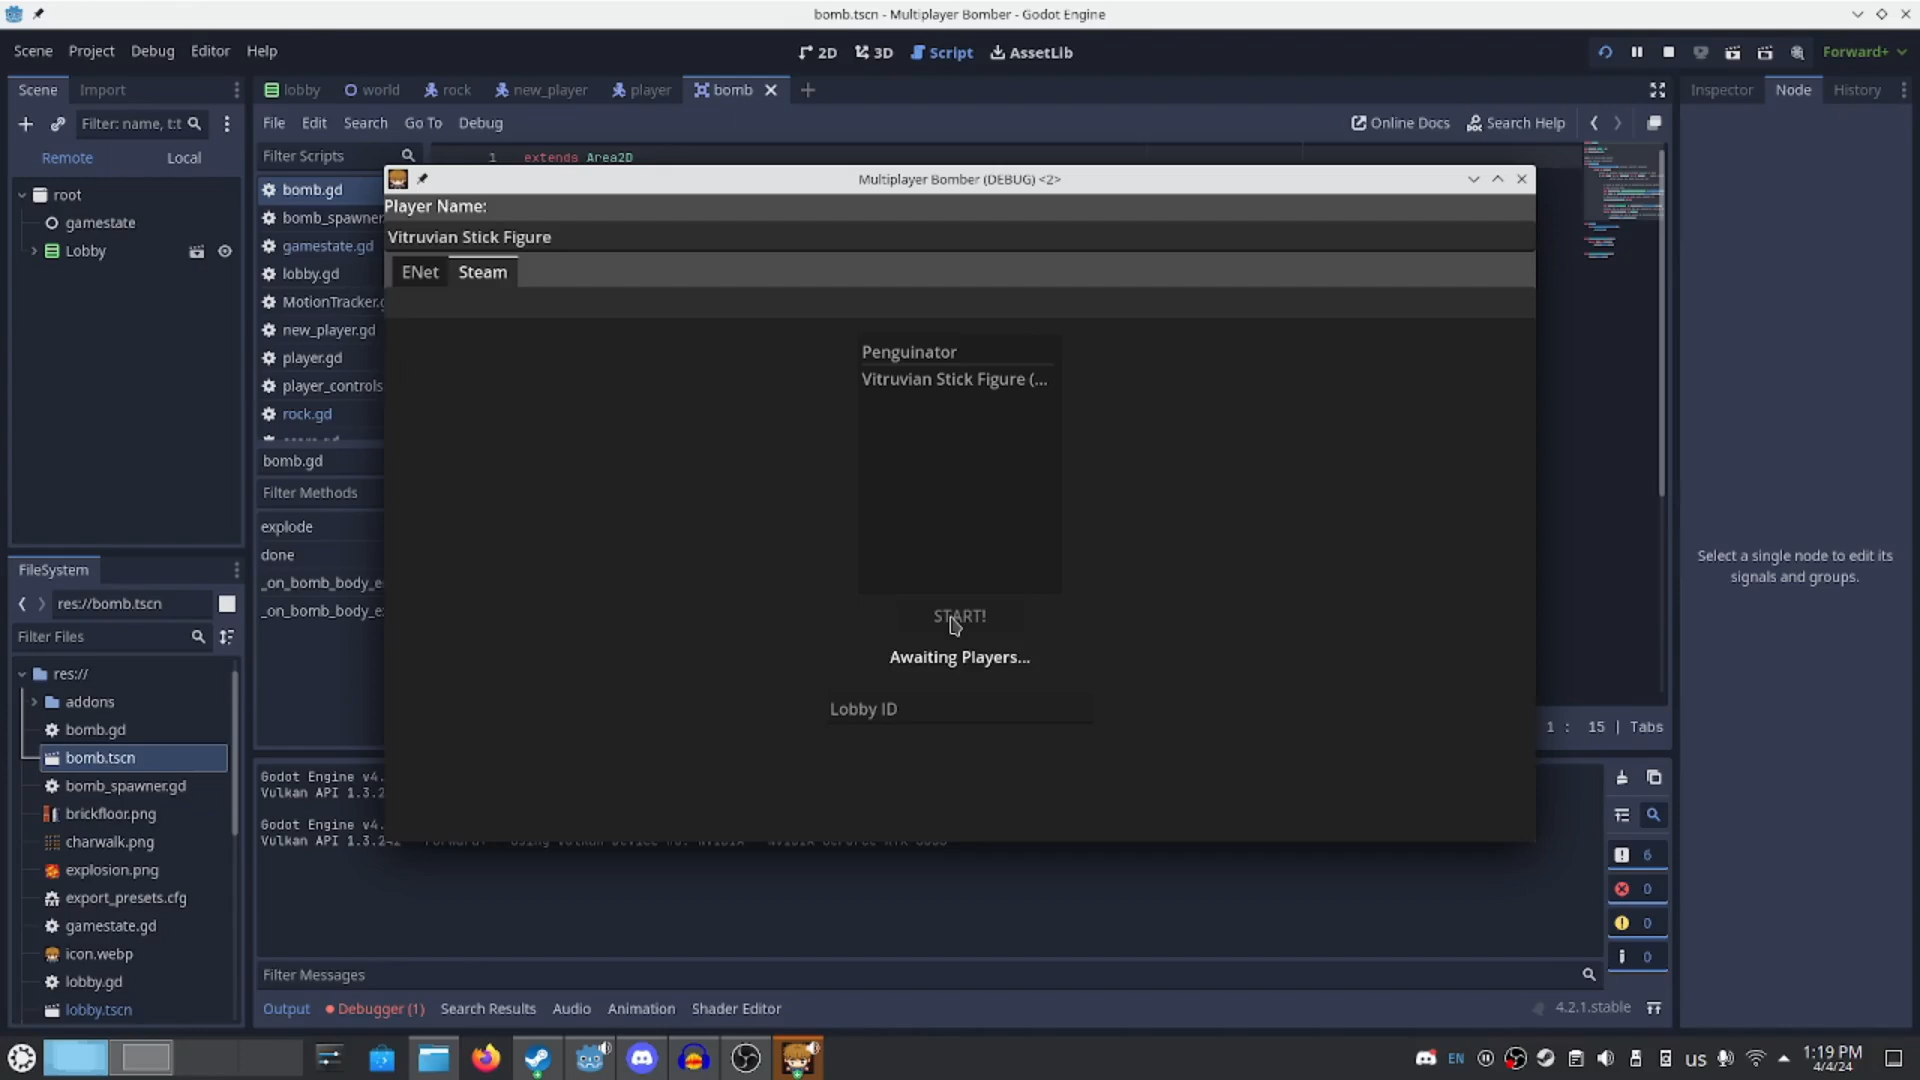 bomb.tscn - Multiplayer Bomber - Godot Engine
Scene Project Debug Editor Help
2D 3D Script AssetLib
Forward+
Scene Import
lobby world rock new_player player bomb
Inspector Node History
Filter: name, t:t
File Edit Search Go To Debug
Online Docs Search Help
Remote Local
Filter Scripts
1 extends Area2D
root
gamestate
Lobby
bomb.gd
bomb_spawner
gamestate.gd
lobby.gd
MotionTracker.g
new_player.gd
player.gd
player_controls
rock.gd
bomb.gd
Filter Methods
explode
done
_on_bomb_body_e
_on_bomb_body_e
Multiplayer Bomber (DEBUG) <2>
Player Name:
Vitruvian Stick Figure
ENet Steam
Penguinator
Vitruvian Stick Figure (...
START!
Awaiting Players...
Lobby ID
Select a single node to edit its
signals and groups.
1 : 15 | Tabs
FileSystem
res://bomb.tscn
Filter Files
res://
addons
bomb.gd
bomb.tscn
bomb_spawner.gd
brickfloor.png
charwalk.png
explosion.png
export_presets.cfg
gamestate.gd
icon.webp
lobby.gd
lobby.tscn
Godot Engine v4.
Vulkan API 1.3.2
Godot Engine v4.
Vulkan API 1.3.2
6
0
0
0
Filter Messages
Output Debugger (1) Search Results Audio Animation Shader Editor
4.2.1.stable
EN
us
1:19 PM
4/4/24